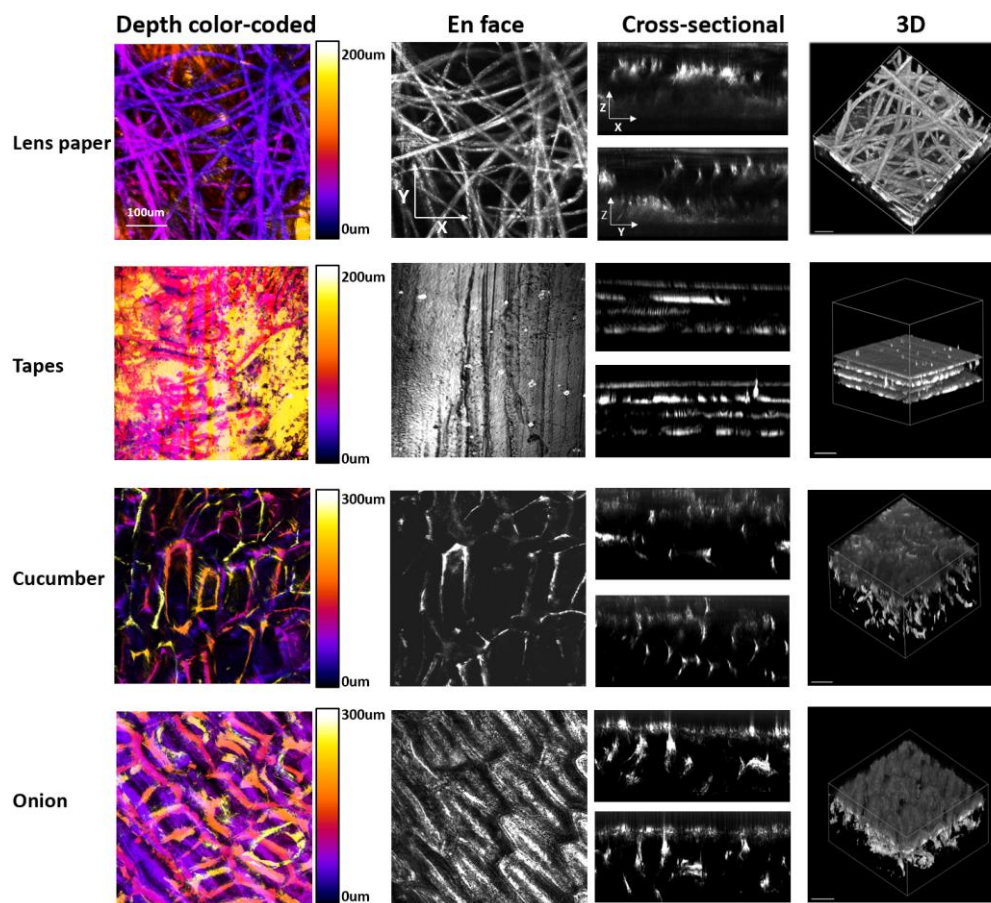 Depth color-coded
En face
Cross-sectional
3D
Lens paper
200um
0um
100um
Y
X
Z
X
Z
Y
Tapes
200um
0um
Cucumber
300um
0um
Onion
300um
0um